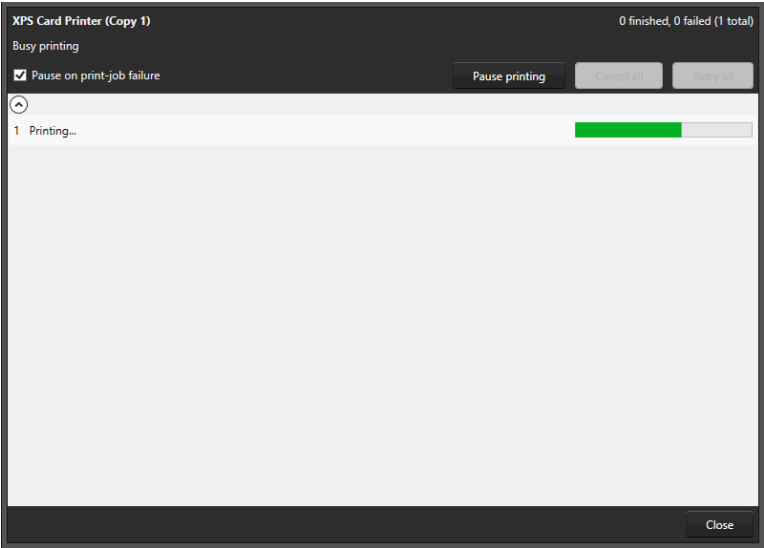 XPS Card Printer (Copy 1)
0 finished, 0 failed (1 total)
Busy printing
Pause on print-job failure
Pause printing
Cancel all
Retry all
1 Printing...
Close